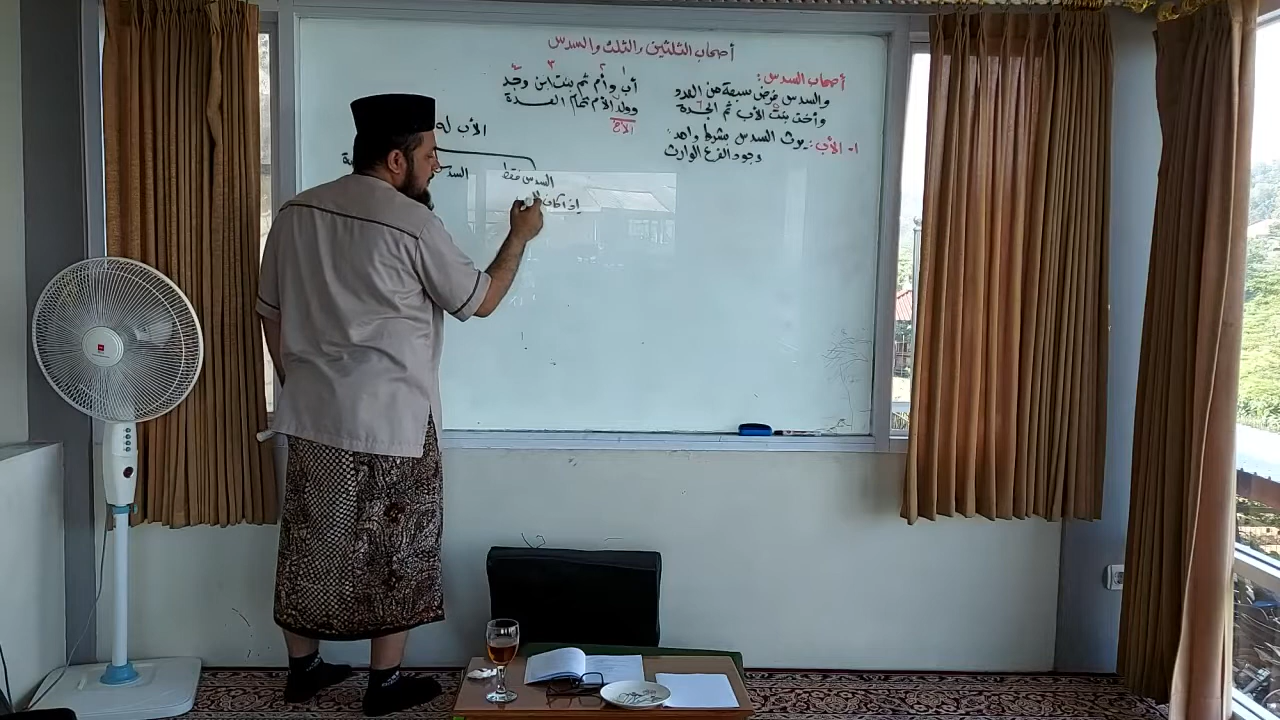 أصحاب الثلثين والثلث والسدس
أصحاب السدس:
والسدس فرض سبعة من العدد
أب وأم ثم بنت ابن وجد
وأخت بنت الأب ثم الجدة
وولد الأم تمام العدة
الأخ
١- الأب: يرث السدس بشرط واحد:
وجود الفرع الوارث
الأب له
السدس فقط
السد
إذا كان